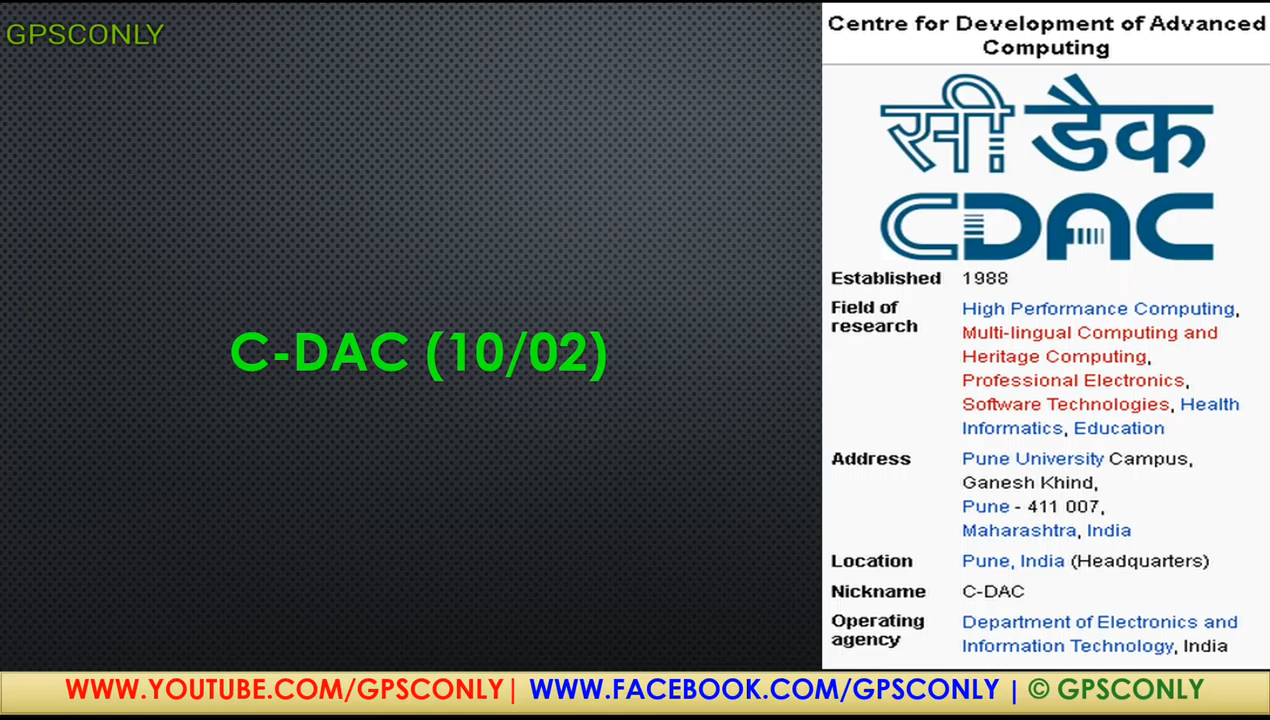 GPSCONLY
C-DAC (10/02)
Centre for Development of Advanced
Computing
सी डैक
CDAC
Established 1988
Field of research High Performance Computing,
Multi-lingual Computing and
Heritage Computing,
Professional Electronics,
Software Technologies, Health
Informatics, Education
Address Pune University Campus,
Ganesh Khind,
Pune - 411 007,
Maharashtra, India
Location Pune, India (Headquarters)
Nickname C-DAC
Operating agency Department of Electronics and
Information Technology, India
WWW.YOUTUBE.COM/GPSCONLY| WWW.FACEBOOK.COM/GPSCONLY | © GPSCONLY